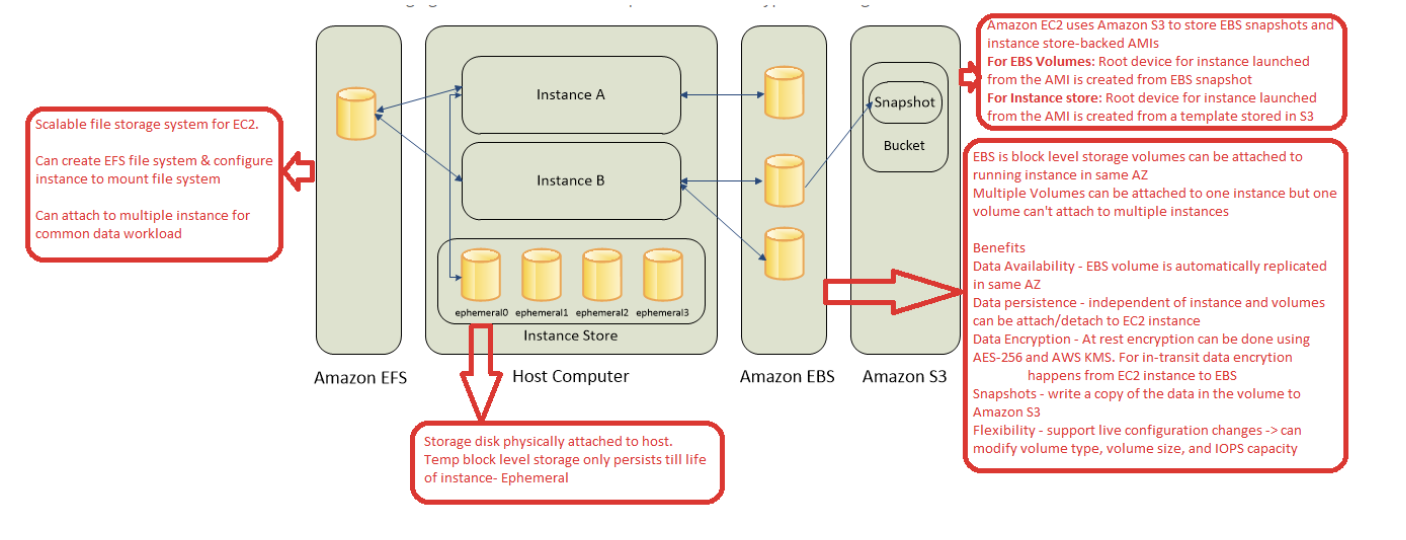 Amazon EC2 uses Amazon S3 to store EBS snapshots and
instance store-backed AMIs
For EBS Volumes: Root device for instance launched
from the AMI is created from EBS snapshot
For Instance store: Root device for instance launched
from the AMI is created from a template stored in S3
Scalable file storage system for EC2.
Can create EFS file system & configure
instance to mount file system
Can attach to multiple instance for
common data workload
Instance A
Instance B
ephemeral0 ephemeral1 ephemeral2 ephemeral3
Instance Store
Snapshot
Bucket
Amazon EFS
Host Computer
Amazon EBS
Amazon S3
EBS is block level storage volumes can be attached to
running instance in same AZ
Multiple Volumes can be attached to one instance but one
volume can't attach to multiple instances
Benefits
Data Availability - EBS volume is automatically replicated
in same AZ
Data persistence - independent of instance and volumes
can be attach/detach to EC2 instance
Data Encryption - At rest encryption can be done using
AES-256 and AWS KMS. For in-transit data encrytion
happens from EC2 instance to EBS
Snapshots - write a copy of the data in the volume to
Amazon S3
Flexibility - support live configuration changes -> can
modify volume type, volume size, and IOPS capacity
Storage disk physically attached to host.
Temp block level storage only persists till life
of instance- Ephemeral